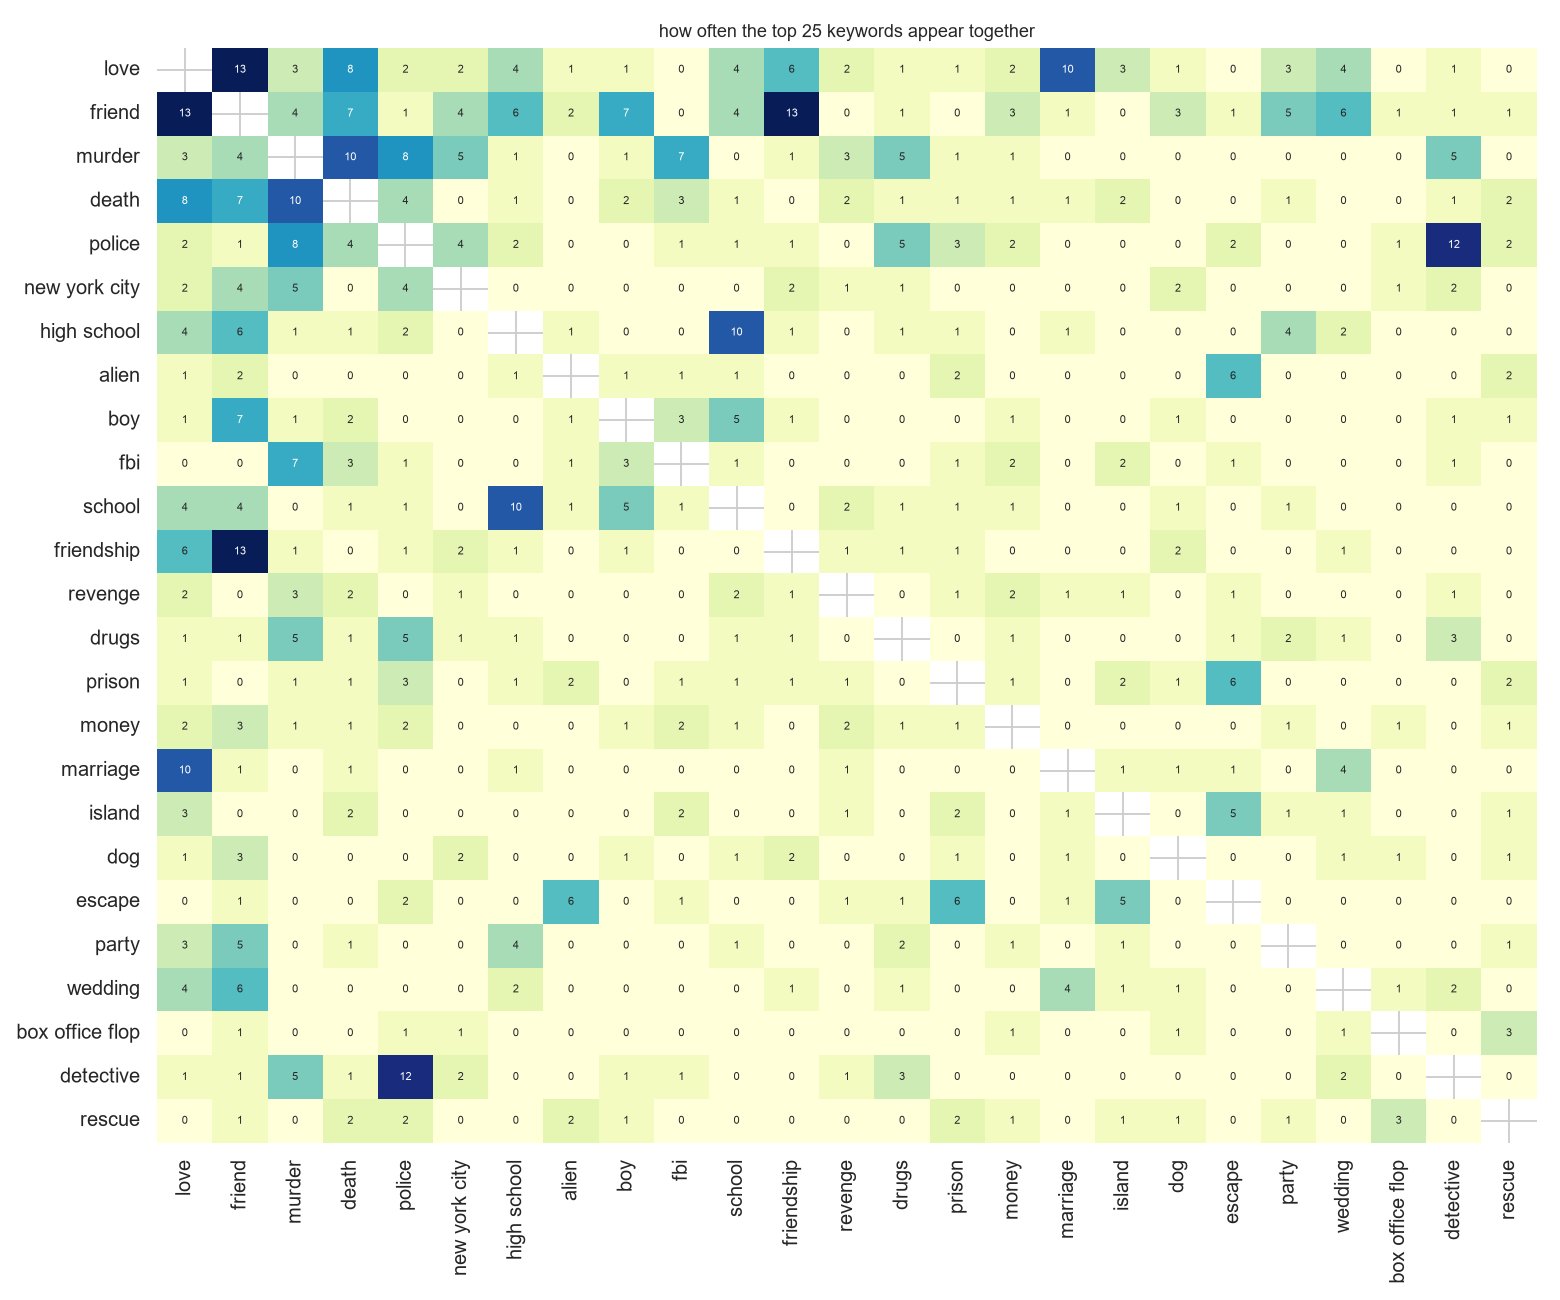 how often the top 25 keywords appear together
love 13 3 8 2 2 4 1 1 0 4 6 2 1 1 2 10 3 1 0 3 4 0 1 0
friend 13 4 7 1 4 6 2 7 0 4 13 0 1 0 3 1 0 3 1 5 6 1 1 1
murder 3 4 10 8 5 1 0 1 7 0 1 3 5 1 1 0 0 0 0 0 0 0 5 0
death 8 7 10 4 0 1 0 2 3 1 0 2 1 1 1 1 2 0 0 1 0 0 1 2
police 2 1 8 4 4 2 0 0 1 1 1 0 5 3 2 0 0 0 2 0 0 1 12 2
new york city 2 4 5 0 4 0 0 0 0 0 2 1 1 0 0 0 0 2 0 0 0 1 2 0
high school 4 6 1 1 2 0 1 0 0 10 1 0 1 1 0 1 0 0 0 4 2 0 0 0
alien 1 2 0 0 0 0 1 1 1 1 0 0 0 2 0 0 0 0 6 0 0 0 0 2
boy 1 7 1 2 0 0 0 1 3 5 1 0 0 0 1 0 0 1 0 0 0 0 1 1
fbi 0 0 7 3 1 0 0 1 3 1 0 0 0 1 2 0 2 0 1 0 0 0 1 0
school 4 4 0 1 1 0 10 1 5 1 0 2 1 1 1 0 0 1 0 1 0 0 0 0
friendship 6 13 1 0 1 2 1 0 1 0 0 1 1 1 0 0 0 2 0 0 1 0 0 0
revenge 2 0 3 2 0 1 0 0 0 0 2 1 0 1 2 1 1 0 1 0 0 0 1 0
drugs 1 1 5 1 5 1 1 0 0 0 1 1 0 0 1 0 0 0 1 2 1 0 3 0
prison 1 0 1 1 3 0 1 2 0 1 1 1 1 0 1 0 2 1 6 0 0 0 0 2
money 2 3 1 1 2 0 0 0 1 2 1 0 2 1 1 0 0 0 0 1 0 1 0 1
marriage 10 1 0 1 0 0 1 0 0 0 0 0 1 0 0 0 1 1 1 0 4 0 0 0
island 3 0 0 2 0 0 0 0 0 2 0 0 1 0 2 0 1 0 5 1 1 0 0 1
dog 1 3 0 0 0 2 0 0 1 0 1 2 0 0 1 0 1 0 0 0 1 1 0 1
escape 0 1 0 0 2 0 0 6 0 1 0 0 1 1 6 0 1 5 0 0 0 0 0 0
party 3 5 0 1 0 0 4 0 0 0 1 0 0 2 0 1 0 1 0 0 0 0 0 1
wedding 4 6 0 0 0 0 2 0 0 0 0 1 0 1 0 0 4 1 1 0 0 1 2 0
box office flop 0 1 0 0 1 1 0 0 0 0 0 0 0 0 0 1 0 0 1 0 0 1 0 3
detective 1 1 5 1 12 2 0 0 1 1 0 0 1 3 0 0 0 0 0 0 0 2 0 0
rescue 0 1 0 2 2 0 0 2 1 0 0 0 0 0 2 1 0 1 1 0 1 0 3 0
love
friend
murder
death
police
new york city
high school
alien
boy
fbi
school
friendship
revenge
drugs
prison
money
marriage
island
dog
escape
party
wedding
box office flop
detective
rescue